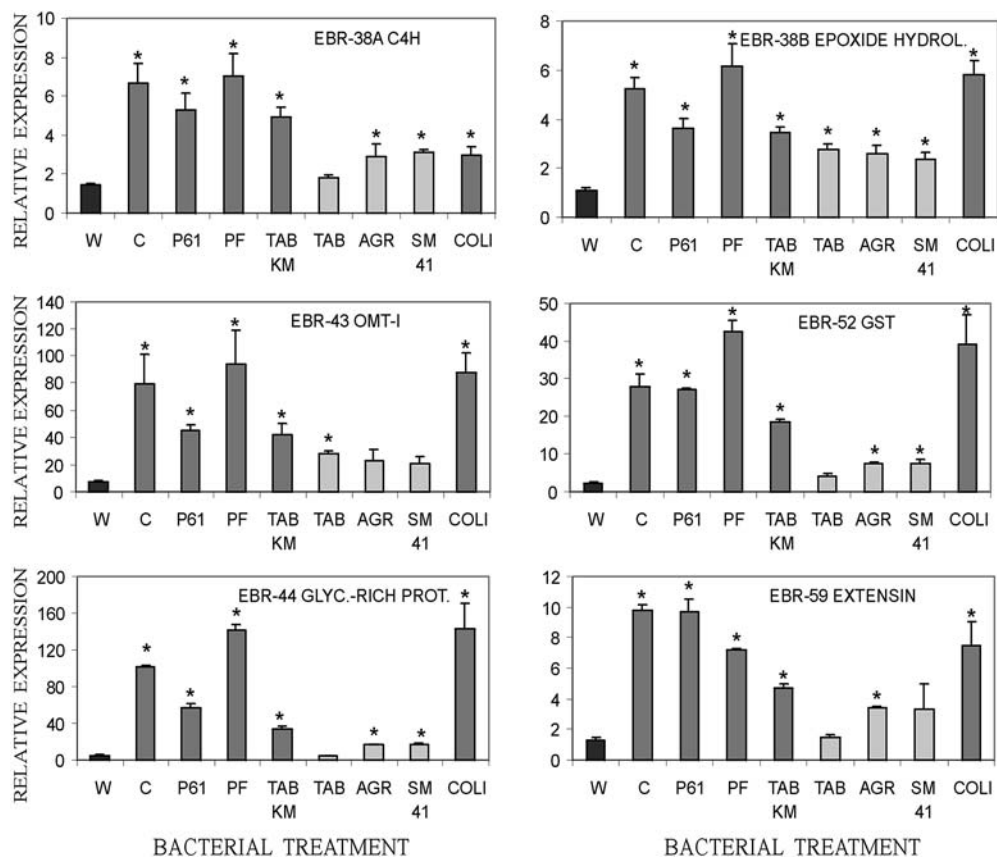 RELATIVE EXPRESSION
EBR-38A C4H
10
8
6
4
2
0
* * * * * * *
W C P61 PF TAB KM TAB AGR SM 41 COLI
EBR-38B EPOXIDE HYDROL.
8
6
4
2
0
* * * * * * *
W C P61 PF TAB KM TAB AGR SM 41 COLI
RELATIVE EXPRESSION
EBR-43 OMT-I
140
120
100
80
60
40
20
0
* * * * * *
W C P61 PF TAB KM TAB AGR SM 41 COLI
EBR-52 GST
50
40
30
20
10
0
* * * * * * *
W C P61 PF TAB KM TAB AGR SM 41 COLI
RELATIVE EXPRESSION
EBR-44 GLYC.-RICH PROT.
200
160
120
80
40
0
* * * * * * *
W C P61 PF TAB KM TAB AGR SM 41 COLI
BACTERIAL TREATMENT
EBR-59 EXTENSIN
12
10
8
6
4
2
0
* * * * * *
W C P61 PF TAB KM TAB AGR SM 41 COLI
BACTERIAL TREATMENT